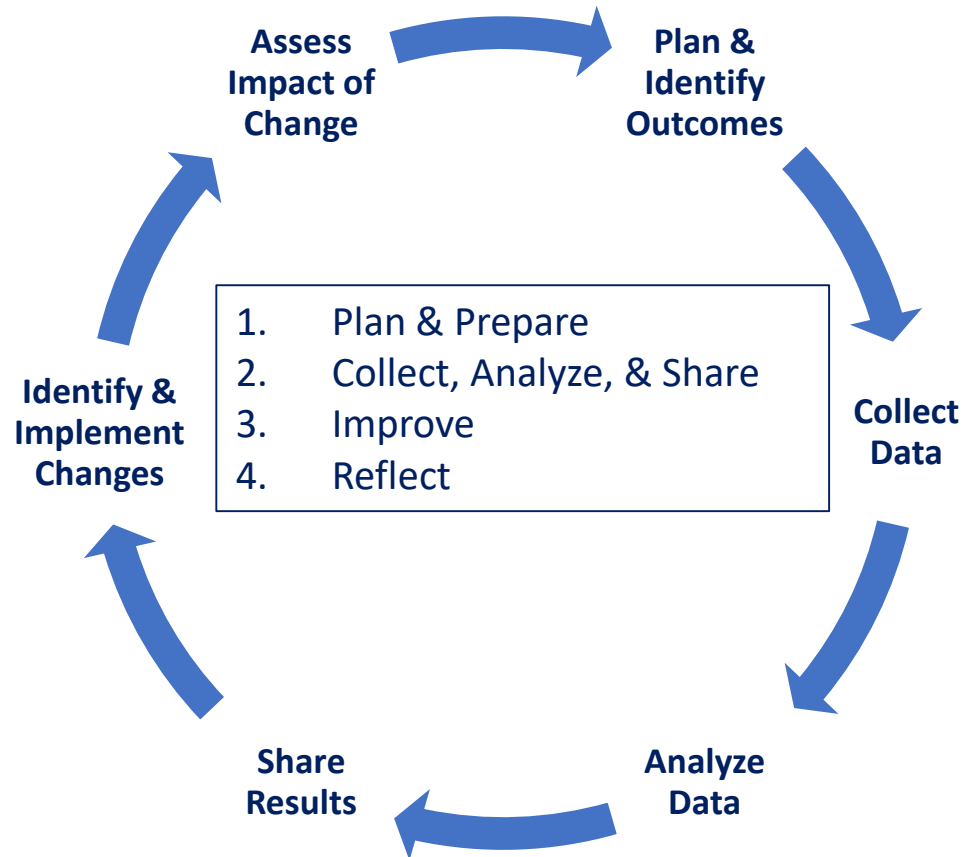 Assess
Impact of
Change
Plan &
Identify
Outcomes
Collect
Data
Analyze
Data
Share
Results
Identify &
Implement
Changes
1. Plan & Prepare
2. Collect, Analyze, & Share
3. Improve
4. Reflect